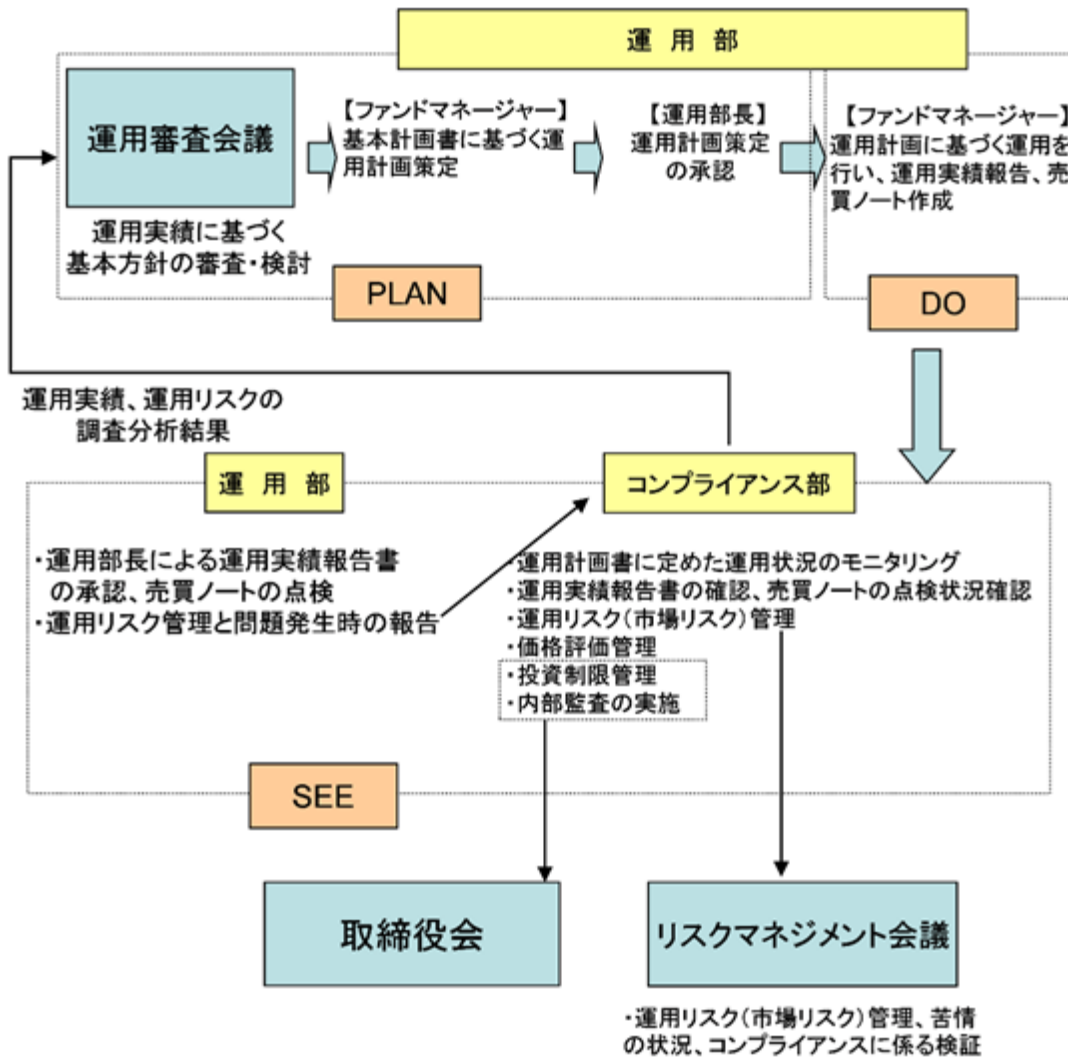 運 用 部
運用審査会議
運用実績に基づく
基本方針の審査・検討
【ファンドマネージャー】
基本計画書に基づく運
用計画策定
【運用部長】
運用計画策定
の承認
【ファンドマネージャー】
運用計画に基づく運用を
行い、運用実績報告、売
買ノート作成
PLAN
DO
運用実績、運用リスクの
調査分析結果
運 用 部
・運用部長による運用実績報告書
の承認、売買ノートの点検
・運用リスク管理と問題発生時の報告
コンプライアンス部
・運用計画書に定めた運用状況のモニタリング
・運用実績報告書の確認、売買ノートの点検状況確認
・運用リスク(市場リスク)管理
・価格評価管理
・投資制限管理
・内部監査の実施
SEE
取締役会
リスクマネジメント会議
・運用リスク(市場リスク)管理、苦情
の状況、コンプライアンスに係る検証